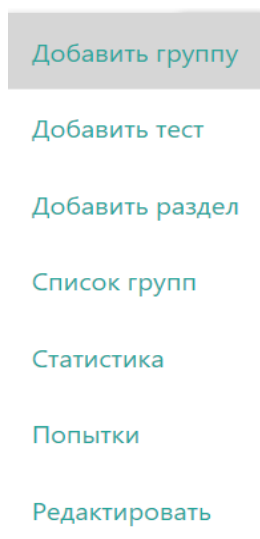 Добавить группу
Добавить тест
Добавить раздел
Список групп
Статистика
Попытки
Редактировать